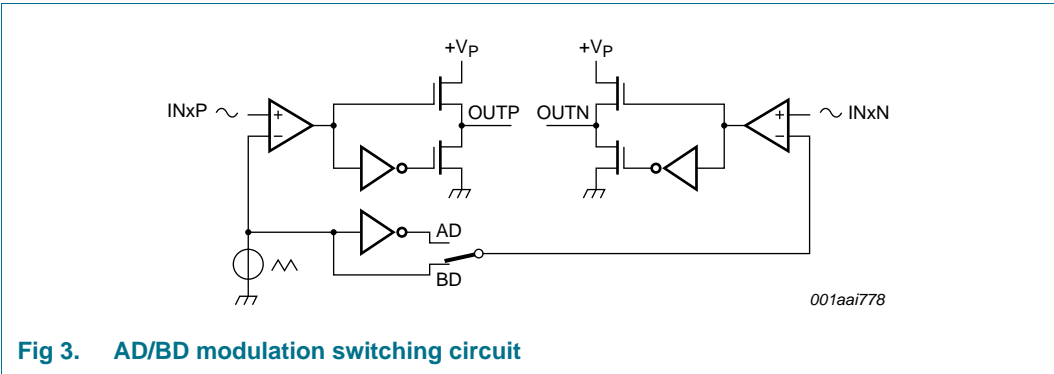 +VP +VP
INxP + OUTP OUTN + INxN
− −
AD
BD
001aai778
Fig 3. AD/BD modulation switching circuit